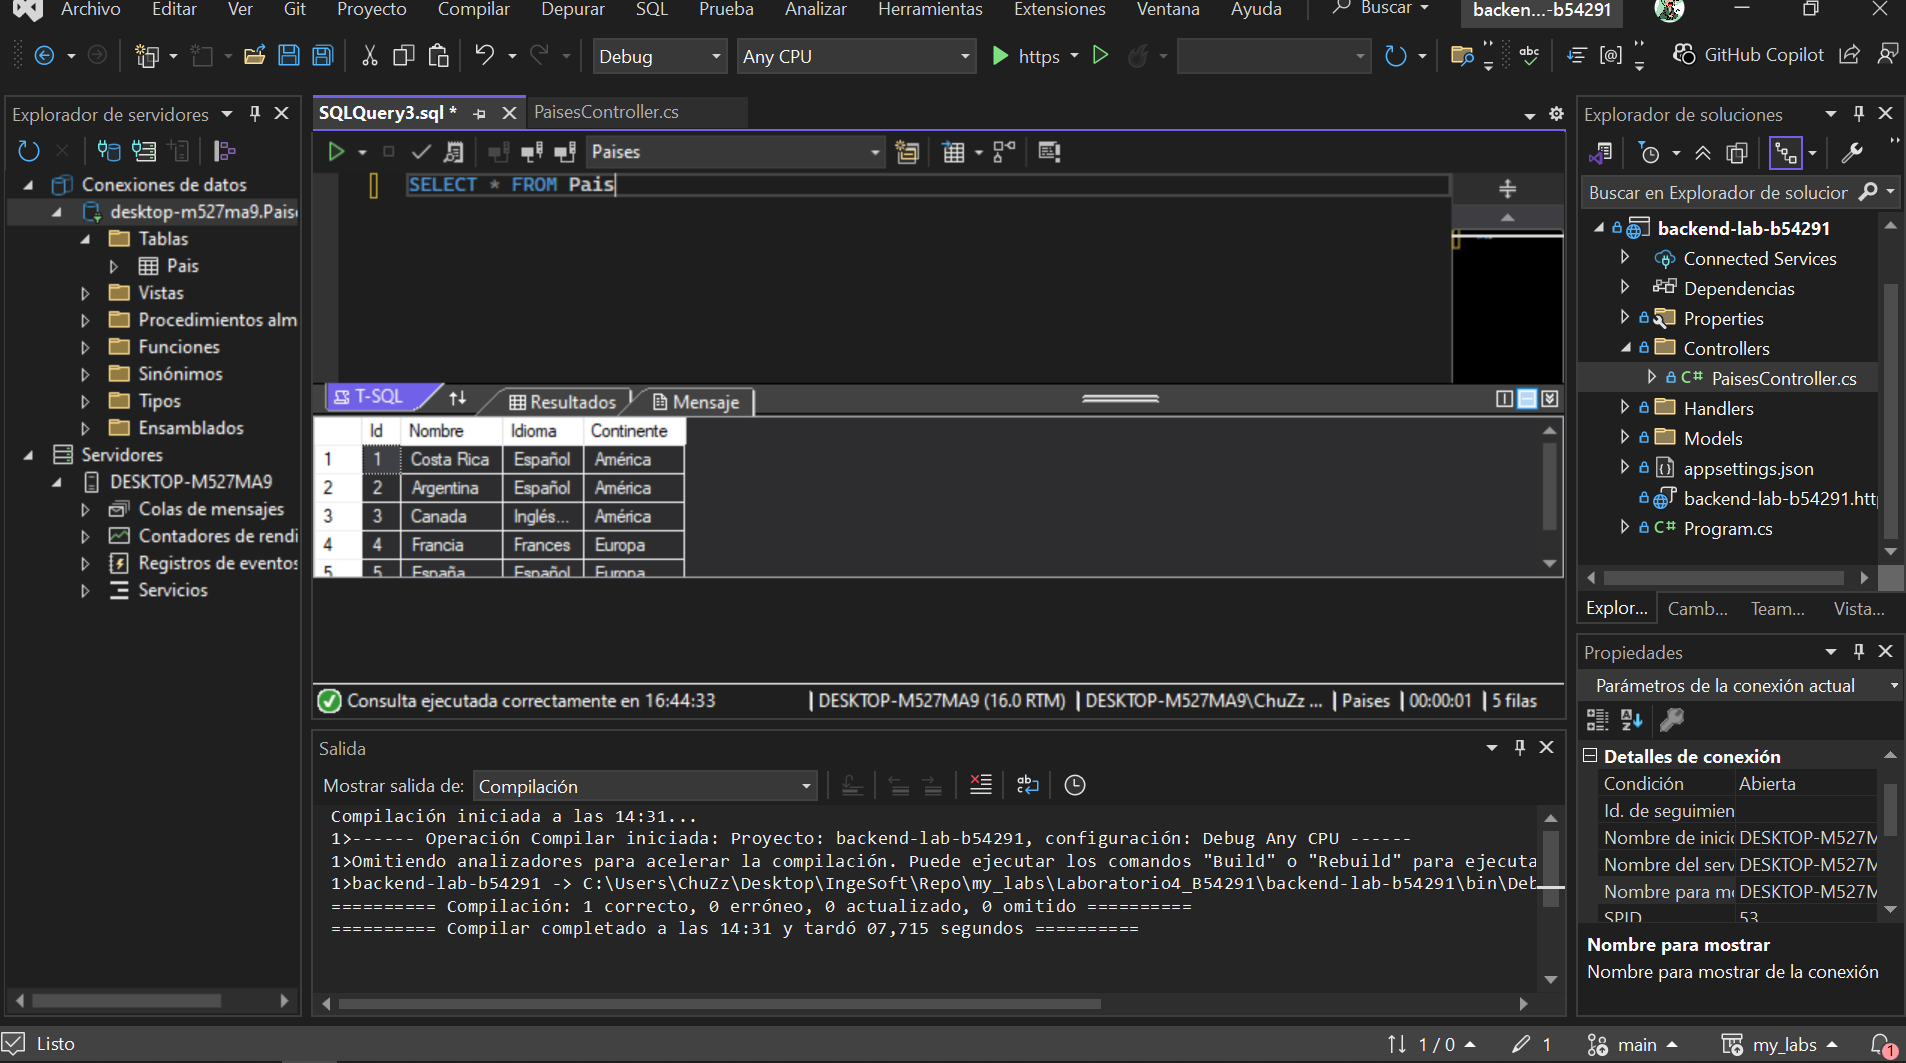 Archivo Editar Ver Git Proyecto Compilar Depurar SQL Prueba Analizar Herramientas Extensiones Ventana Ayuda Buscar backen...-b54291
Debug Any CPU https GitHub Copilot
Explorador de servidores
Conexiones de datos
desktop-m527ma9.Paise
Tablas
Pais
Vistas
Procedimientos alm
Funciones
Sinónimos
Tipos
Ensamblados
Servidores
DESKTOP-M527MA9
Colas de mensajes
Contadores de rendi
Registros de eventos
Servicios
SQLQuery3.sql * PaisesController.cs
Paises
SELECT * FROM Pais
T-SQL Resultados Mensaje
Id Nombre Idioma Continente
1 1 Costa Rica Español América
2 2 Argentina Español América
3 3 Canada Inglés... América
4 4 Francia Frances Europa
5 5 España Español Europa
Consulta ejecutada correctamente en 16:44:33 DESKTOP-M527MA9 (16.0 RTM) DESKTOP-M527MA9\ChuZz ... Paises 00:00:01 5 filas
Salida
Mostrar salida de: Compilación
Compilación iniciada a las 14:31...
1>------ Operación Compilar iniciada: Proyecto: backend-lab-b54291, configuración: Debug Any CPU ------
1>Omitiendo analizadores para acelerar la compilación. Puede ejecutar los comandos "Build" o "Rebuild" para ejecuta
1>backend-lab-b54291 -> C:\Users\ChuZz\Desktop\IngeSoft\Repo\my_labs\Laboratorio4_B54291\backend-lab-b54291\bin\Deb
========== Compilación: 1 correcto, 0 erróneo, 0 actualizado, 0 omitido ==========
========== Compilar completado a las 14:31 y tardó 07,715 segundos ==========
Explorador de soluciones
Buscar en Explorador de solucior
backend-lab-b54291
Connected Services
Dependencias
Properties
Controllers
C# PaisesController.cs
Handlers
Models
appsettings.json
backend-lab-b54291.htt
C# Program.cs
Explor... Camb... Team... Vista...
Propiedades
Parámetros de la conexión actual
Detalles de conexión
Condición Abierta
Id. de seguimien
Nombre de inici DESKTOP-M527M
Nombre del serv DESKTOP-M527M
Nombre para mo DESKTOP-M527M
SPID 53
Nombre para mostrar
Nombre para mostrar de la conexión
Listo 1 / 0 1 main my_labs 1